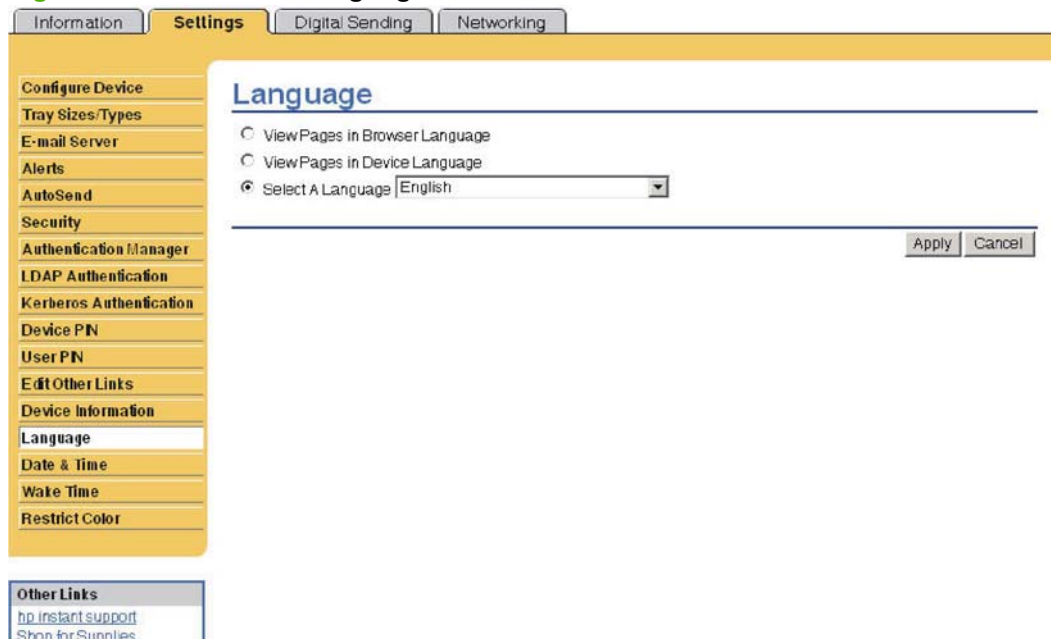 Information Settings Digital Sending Networking
Configure Device
Tray Sizes/Types
E-mail Server
Alerts
AutoSend
Security
Authentication Manager
LDAP Authentication
Kerberos Authentication
Device PIN
User PIN
Edit Other Links
Device Information
Language
Date & Time
Wake Time
Restrict Color
Other Links
hp instant support
Shop for Supplies
Language
View Pages in Browser Language
View Pages in Device Language
Select A Language English
Apply Cancel